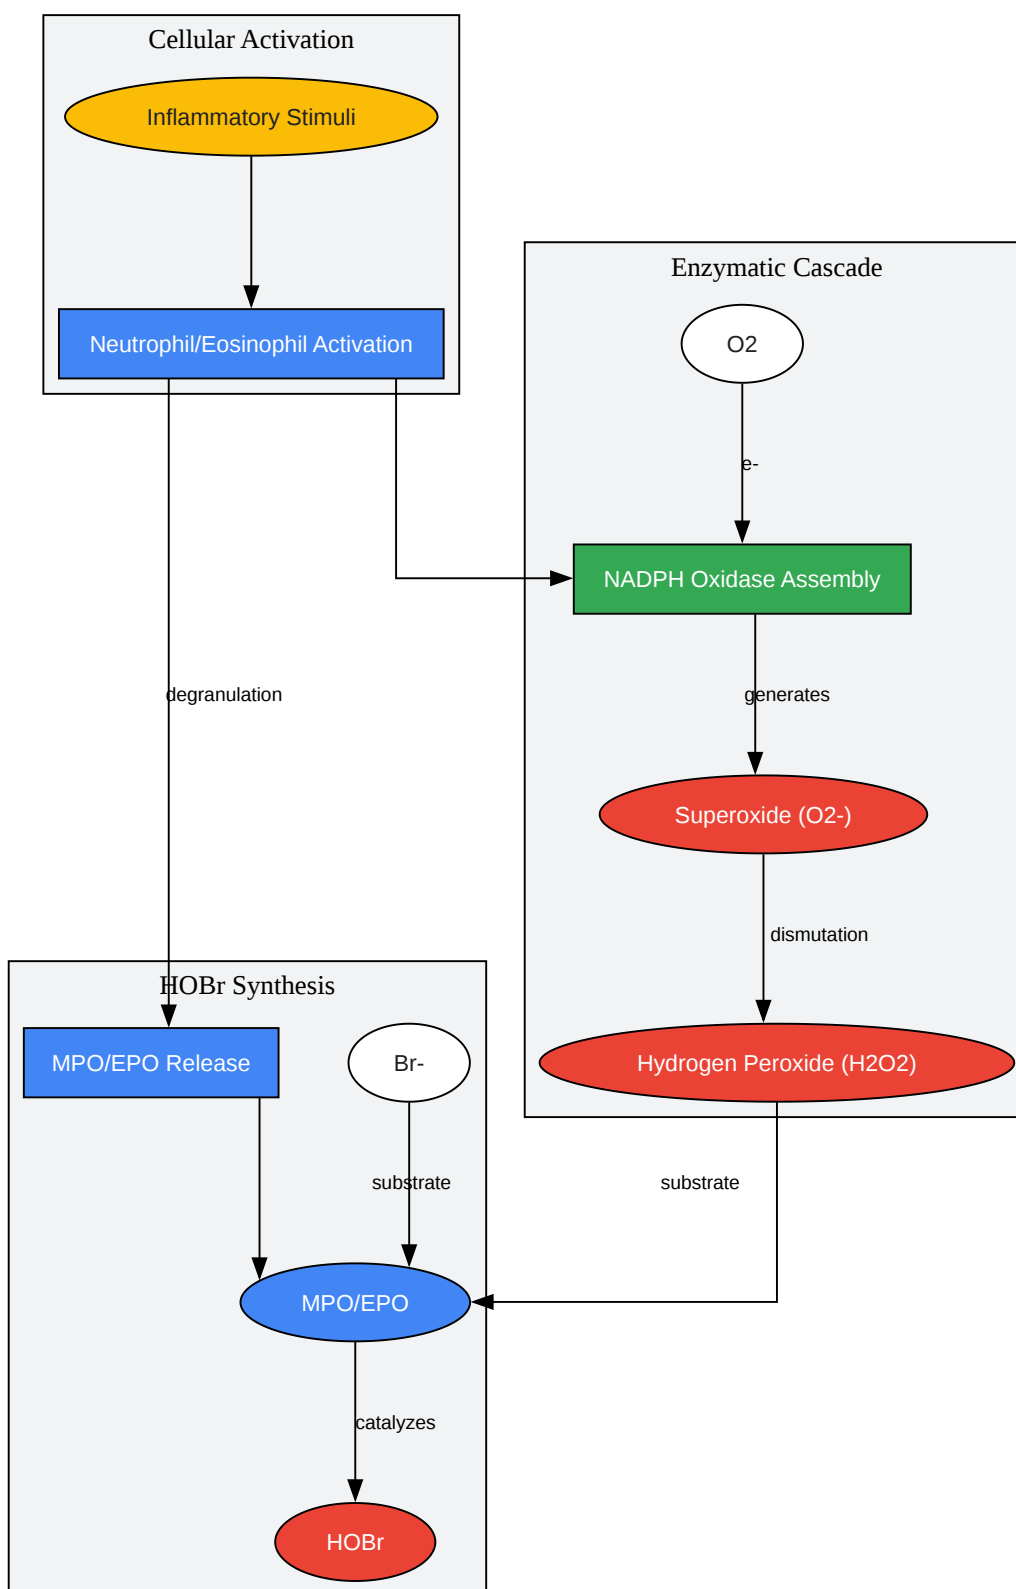 Cellular Activation
Inflammatory Stimuli
Neutrophil/Eosinophil Activation
Enzymatic Cascade
O2
e-
NADPH Oxidase Assembly
generates
degranulation
Superoxide (O2-)
dismutation
Hydrogen Peroxide (H2O2)
substrate
HOBr Synthesis
MPO/EPO Release
Br-
substrate
MPO/EPO
catalyzes
HOBr